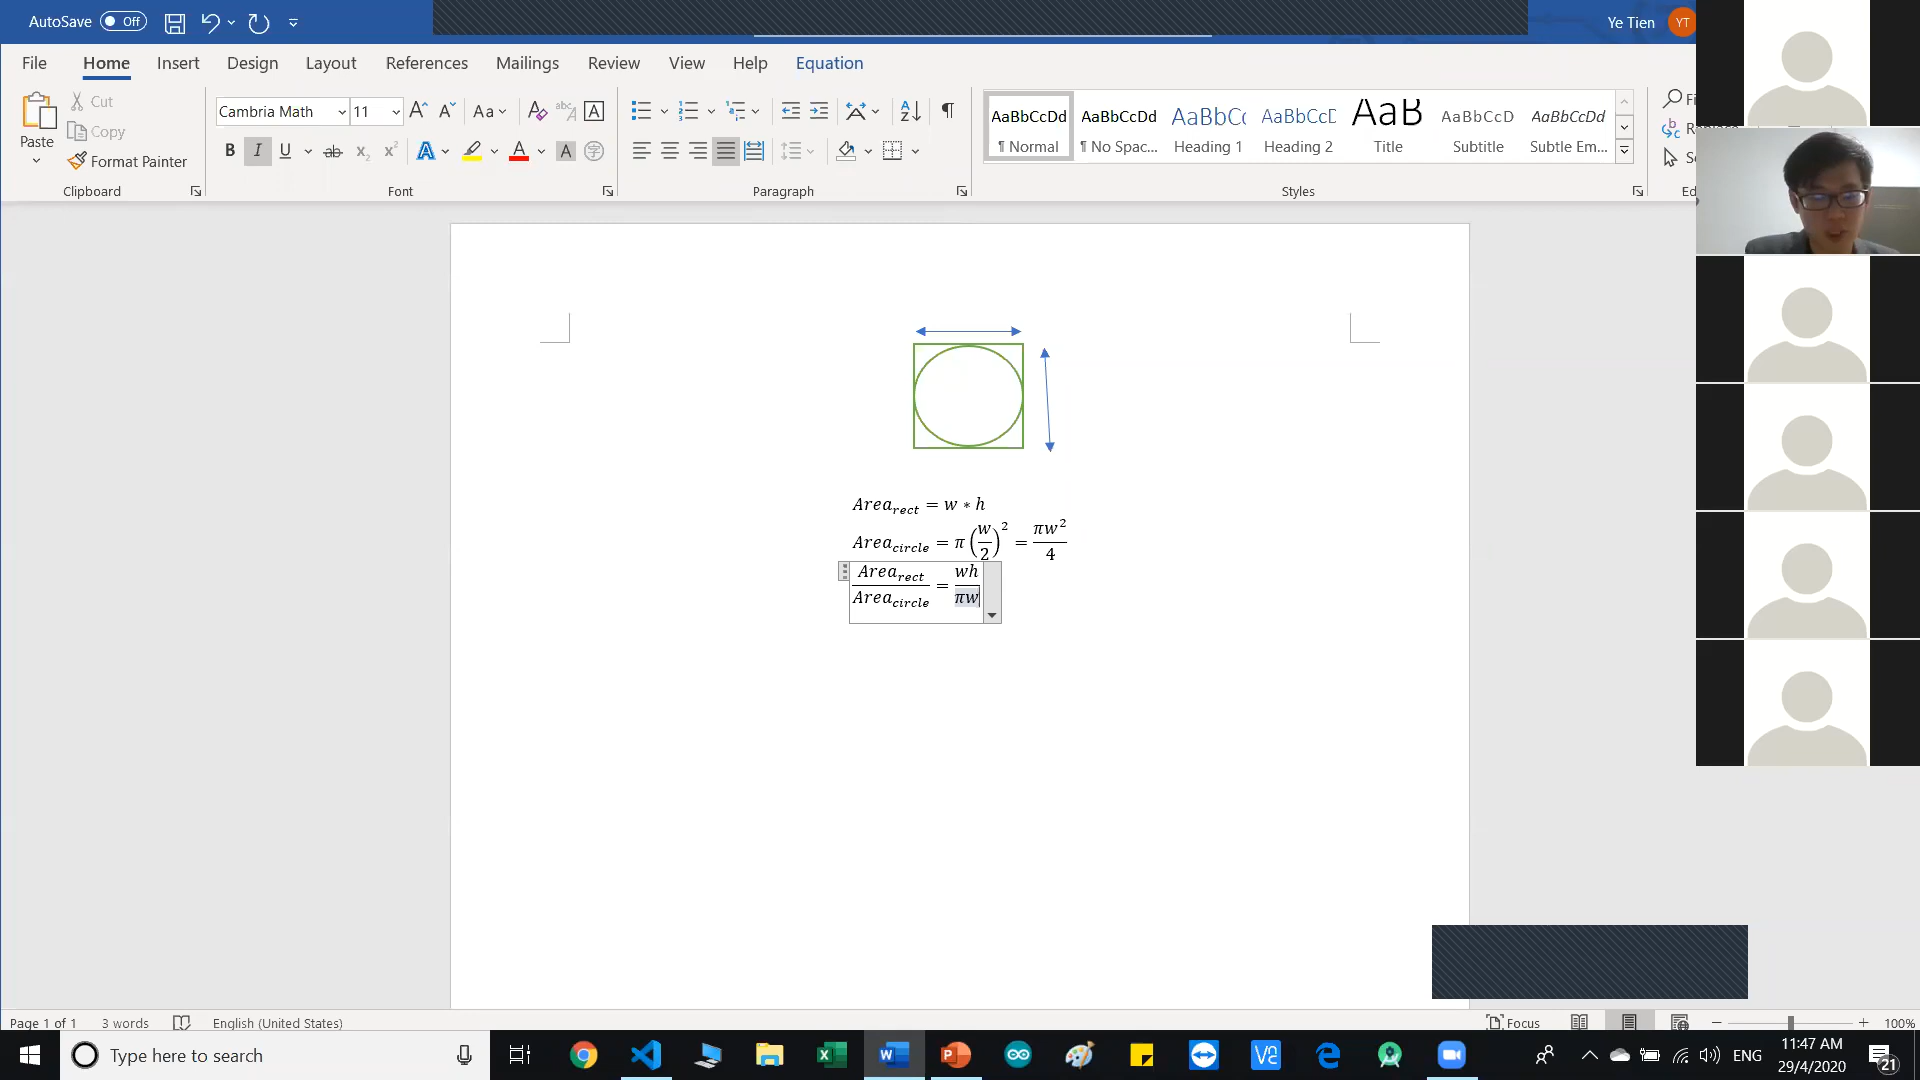 AutoSave Off
Ye Tien YT
File Home Insert Design Layout References Mailings Review View Help Equation
Paste
Cut
Copy
Format Painter
Cambria Math 11
AaBbCcDd AaBbCcDd AaBbCc AaBbCcD AaB AaBbCcD AaBbCcDd
¶ Normal ¶ No Spac... Heading 1 Heading 2 Title Subtitle Subtle Em...
Clipboard Font Paragraph Styles Ed
Area_rect = w ∗ h
Area_circle = π (w/2)^2 = πw^2/4
Area_rect/Area_circle = wh/πw
Page 1 of 1 3 words English (United States) Focus 100%
Type here to search
ENG
11:47 AM
29/4/2020
21